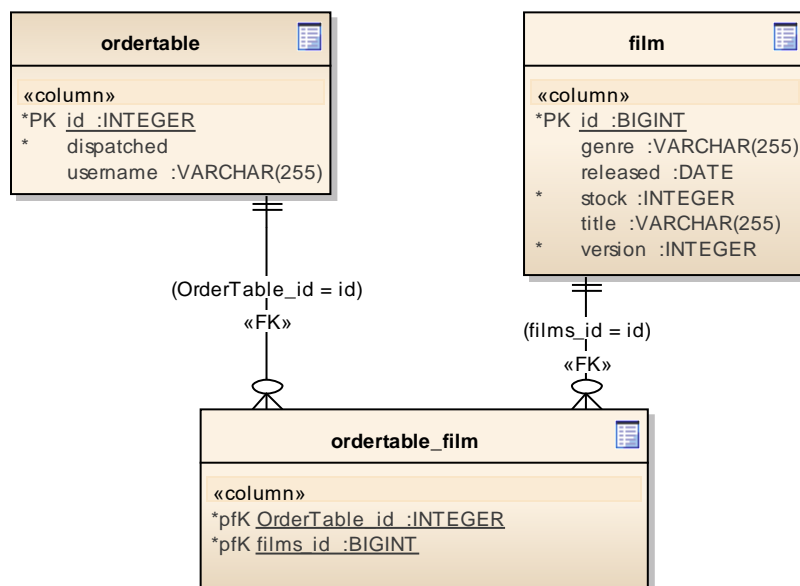 ordertable
«column»
*PK id :INTEGER
* dispatched
username :VARCHAR(255)
film
«column»
*PK id :BIGINT
genre :VARCHAR(255)
released :DATE
* stock :INTEGER
title :VARCHAR(255)
* version :INTEGER
(OrderTable_id = id)
«FK»
(films_id = id)
«FK»
ordertable_film
«column»
*pfK OrderTable_id :INTEGER
*pfK films_id :BIGINT